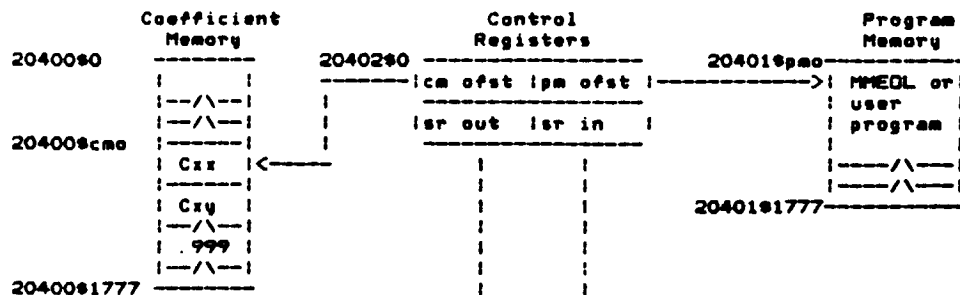 Coefficient Control Program
Memory Registers Memory
20400$0 20402$0 20401$pmo
cm ofst pm ofst MMEOL or
user
sr out sr in program
20400$cmo
Cxx
Cxy
20401$1777
.999
20400$1777